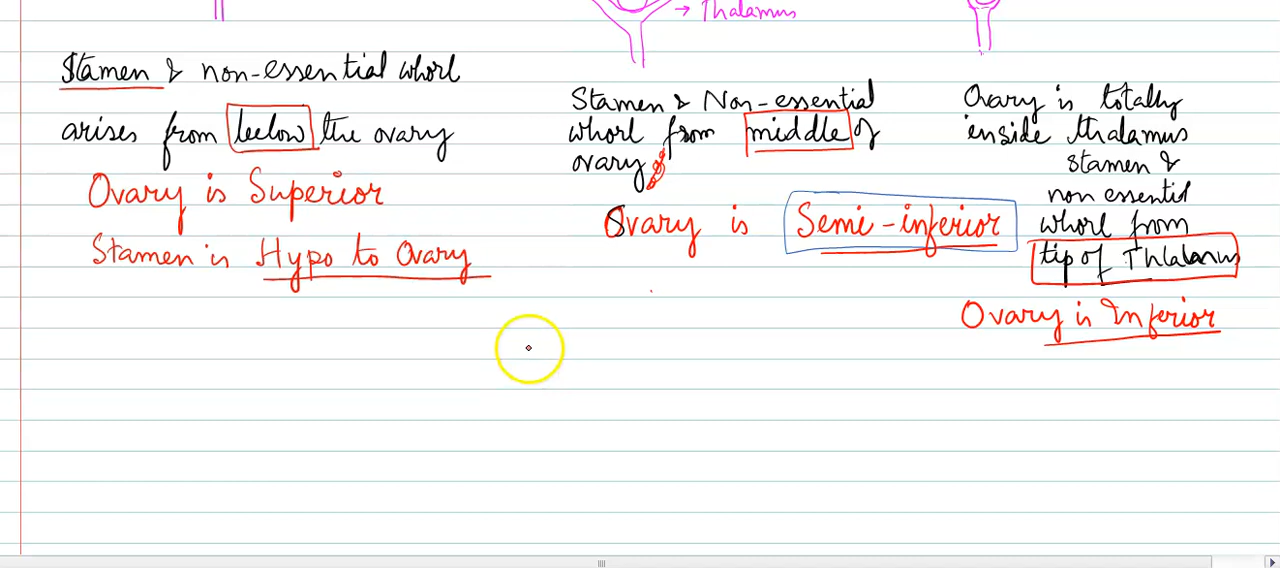 → Thalamus
Stamen & non-essential whorl
arises from below the ovary
Ovary is Superior
Stamen is Hypo to Ovary
Stamen & Non-essential
whorl from middle of
ovary
Ovary is Semi-inferior
Ovary is totally
inside thalamus
Stamen &
non essential
whorl from
tip of Thlalamus
Ovary is Inferior